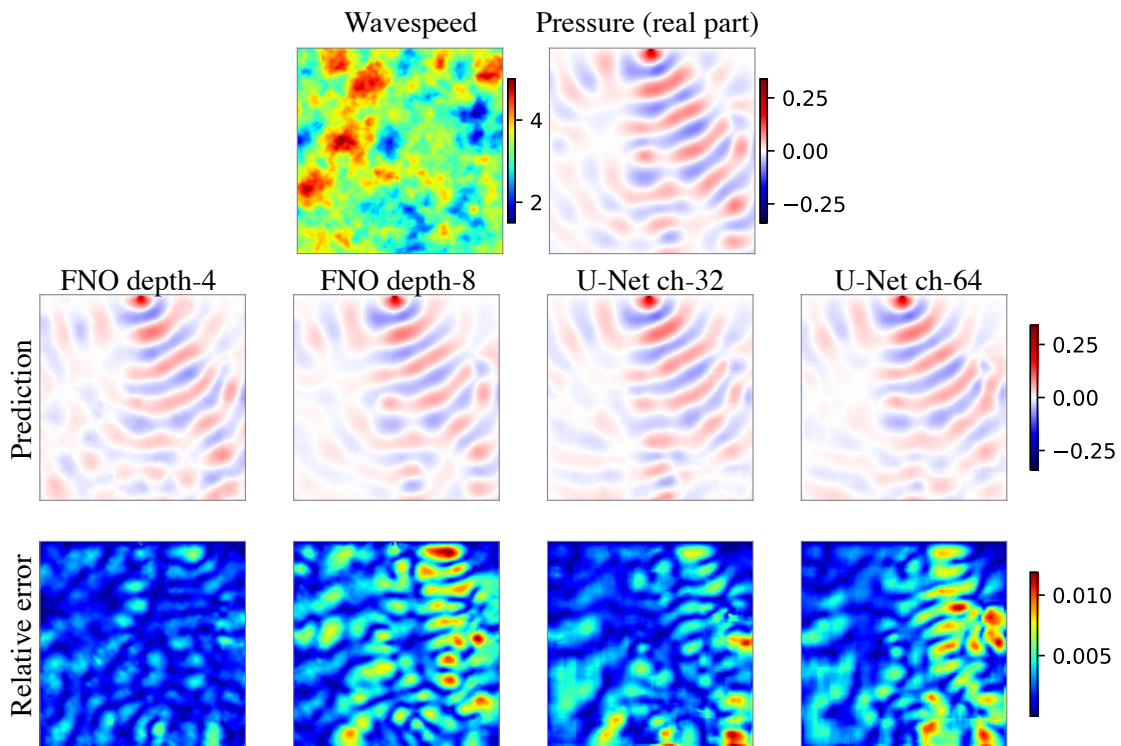 Wavespeed Pressure (real part)
4
2
0.25
0.00
−0.25
FNO depth-4 FNO depth-8 U-Net ch-32 U-Net ch-64
Prediction
0.25
0.00
−0.25
Relative error
0.010
0.005